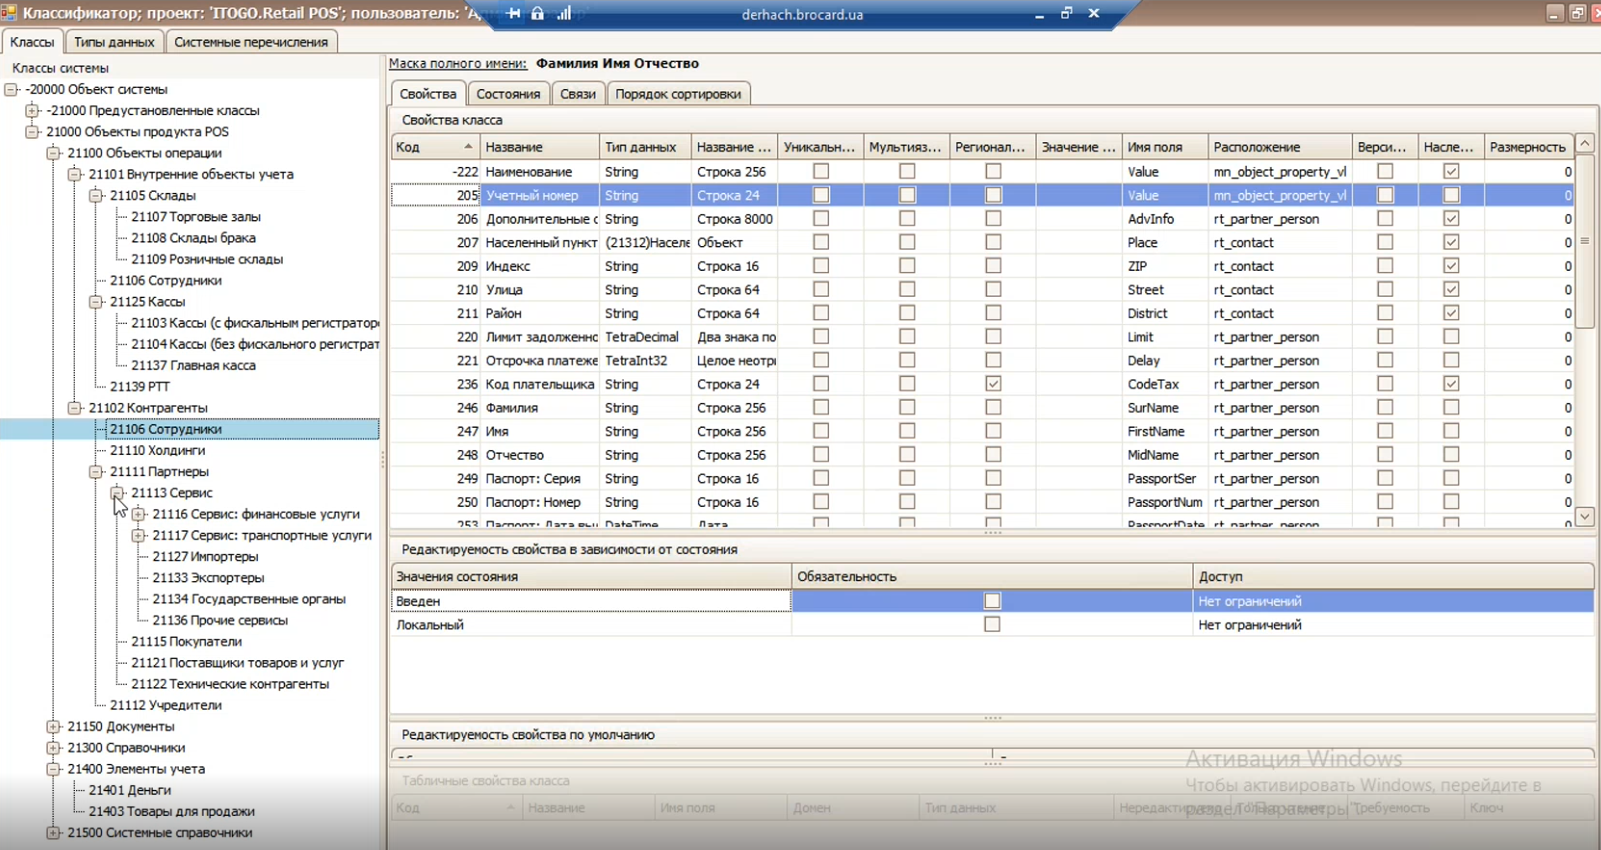 Классификатор; проект: 'ITOGO.Retail POS'; пользователь:
derhach.brocard.ua
Классы
Типы данных
Системные перечисления
Классы системы
-20000 Объект системы
-21000 Предустановленные классы
21000 Объекты продукта POS
21100 Объекты операции
21101 Внутренние объекты учета
21105 Склады
21107 Торговые залы
21108 Склады брака
21109 Розничные склады
21106 Сотрудники
21125 Кассы
21103 Кассы (с фискальным регистраторо
21104 Кассы (без фискального регистрат
21137 Главная касса
21139 РТТ
21102 Контрагенты
21106 Сотрудники
21110 Холдинги
21111 Партнеры
21113 Сервис
21116 Сервис: финансовые услуги
21117 Сервис: транспортные услуги
21127 Импортеры
21133 Экспортеры
21134 Государственные органы
21136 Прочие сервисы
21115 Покупатели
21121 Поставщики товаров и услуг
21122 Технические контрагенты
21112 Учредители
21150 Документы
21300 Справочники
21400 Элементы учета
21401 Деньги
21403 Товары для продажи
21500 Системные справочники
Маска полного имени: Фамилия Имя Отчество
Свойства
Состояния
Связи
Порядок сортировки
Свойства класса
Код Название Тип данных Название ... Уникальн... Мультияз... Регионал... Значение ... Имя поля Расположение Верси... Насле... Размерность
-222 Наименование String Строка 256 Value mn_object_property_vl 0
205 Учетный номер String Строка 24 Value mn_object_property_vl 0
206 Дополнительные с String Строка 8000 AdvInfo rt_partner_person 0
207 Населенный пункт (21312)Населе Объект Place rt_contact 0
209 Индекс String Строка 16 ZIP rt_contact 0
210 Улица String Строка 64 Street rt_contact 0
211 Район String Строка 64 District rt_contact 0
220 Лимит задолженно TetraDecimal Два знака по Limit rt_partner_person 0
221 Отсрочка платеже TetraInt32 Целое неотри Delay rt_partner_person 0
236 Код плательщика String Строка 24 CodeTax rt_partner_person 0
246 Фамилия String Строка 256 SurName rt_partner_person 0
247 Имя String Строка 256 FirstName rt_partner_person 0
248 Отчество String Строка 256 MidName rt_partner_person 0
249 Паспорт: Серия String Строка 16 PassportSer rt_partner_person 0
250 Паспорт: Номер String Строка 16 PassportNum rt_partner_person 0
253 Паспорт: Дата выд DateTime Дата PassportDate rt_partner_person 0
Редактируемость свойства в зависимости от состояния
Значения состояния Обязательность Доступ
Введен Нет ограничений
Локальный Нет ограничений
Редактируемость свойства по умолчанию
Табличные свойства класса
Код Название Имя поля Домен Тип данных Требуемость Ключ
Активация Windows
Чтобы активировать Windows, перейдите в
раздел "Параметры".